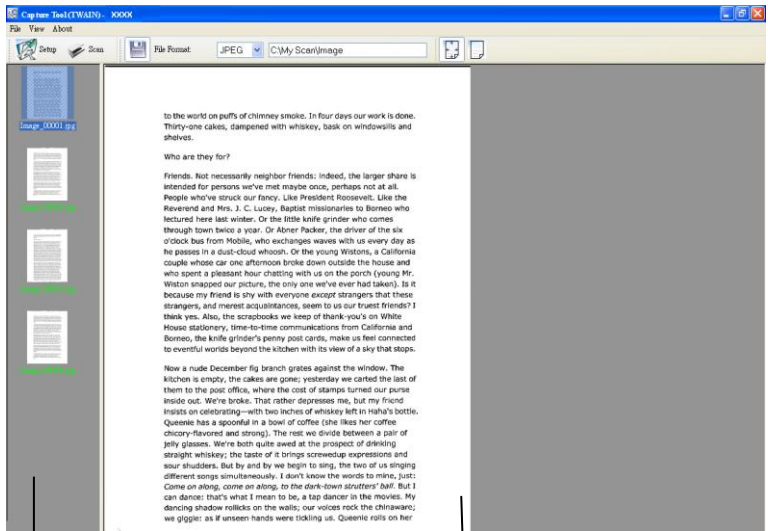 Capture Tool(TWAIN) - XXXX
File View About
Setup Scan File Format: JPEG C:\My Scan\Image
Image_00001.jpg
to the world on puffs of chimney smoke. In four days our work is done.
Thirty-one cakes, dampened with whiskey, bask on windowsills and
shelves.
Who are they for?
Friends. Not necessarily neighbor friends: indeed, the larger share is
intended for persons we've met maybe once, perhaps not at all.
People who've struck our fancy. Like President Roosevelt. Like the
Reverend and Mrs. J. C. Lucey, Baptist missionaries to Borneo who
lectured here last winter. Or the little knife grinder who comes
through town twice a year. Or Abner Packer, the driver of the six
o'clock bus from Mobile, who exchanges waves with us every day as
he passes in a dust-cloud whoosh. Or the young Wistons, a California
couple whose car one afternoon broke down outside the house and
who spent a pleasant hour chatting with us on the porch (young Mr.
Wiston snapped our picture, the only one we've ever had taken). Is it
because my friend is shy with everyone except strangers that these
strangers, and merest acquaintances, seem to us our truest friends? I
think yes. Also, the scrapbooks we keep of thank-you's on White
House stationery, time-to-time communications from California and
Borneo, the knife grinder's penny post cards, make us feel connected
to eventful worlds beyond the kitchen with its view of a sky that stops.
Now a nude December fig branch grates against the window. The
kitchen is empty, the cakes are gone; yesterday we carted the last of
them to the post office, where the cost of stamps turned our purse
inside out. We're broke. That rather depresses me, but my friend
insists on celebrating—with two inches of whiskey left in Haha's bottle.
Queenie has a spoonful in a bowl of coffee (she likes her coffee
chicory-flavored and strong). The rest we divide between a pair of
jelly glasses. We're both quite awed at the prospect of drinking
straight whiskey; the taste of it brings screwedup expressions and
sour shudders. But by and by we begin to sing, the two of us singing
different songs simultaneously. I don't know the words to mine, just:
Come on along, come on along, to the dark-town strutters' ball. But I
can dance: that's what I mean to be, a tap dancer in the movies. My
dancing shadow rollicks on the walls; our voices rock the chinaware;
we giggle: as if unseen hands were tickling us. Queenie rolls on her